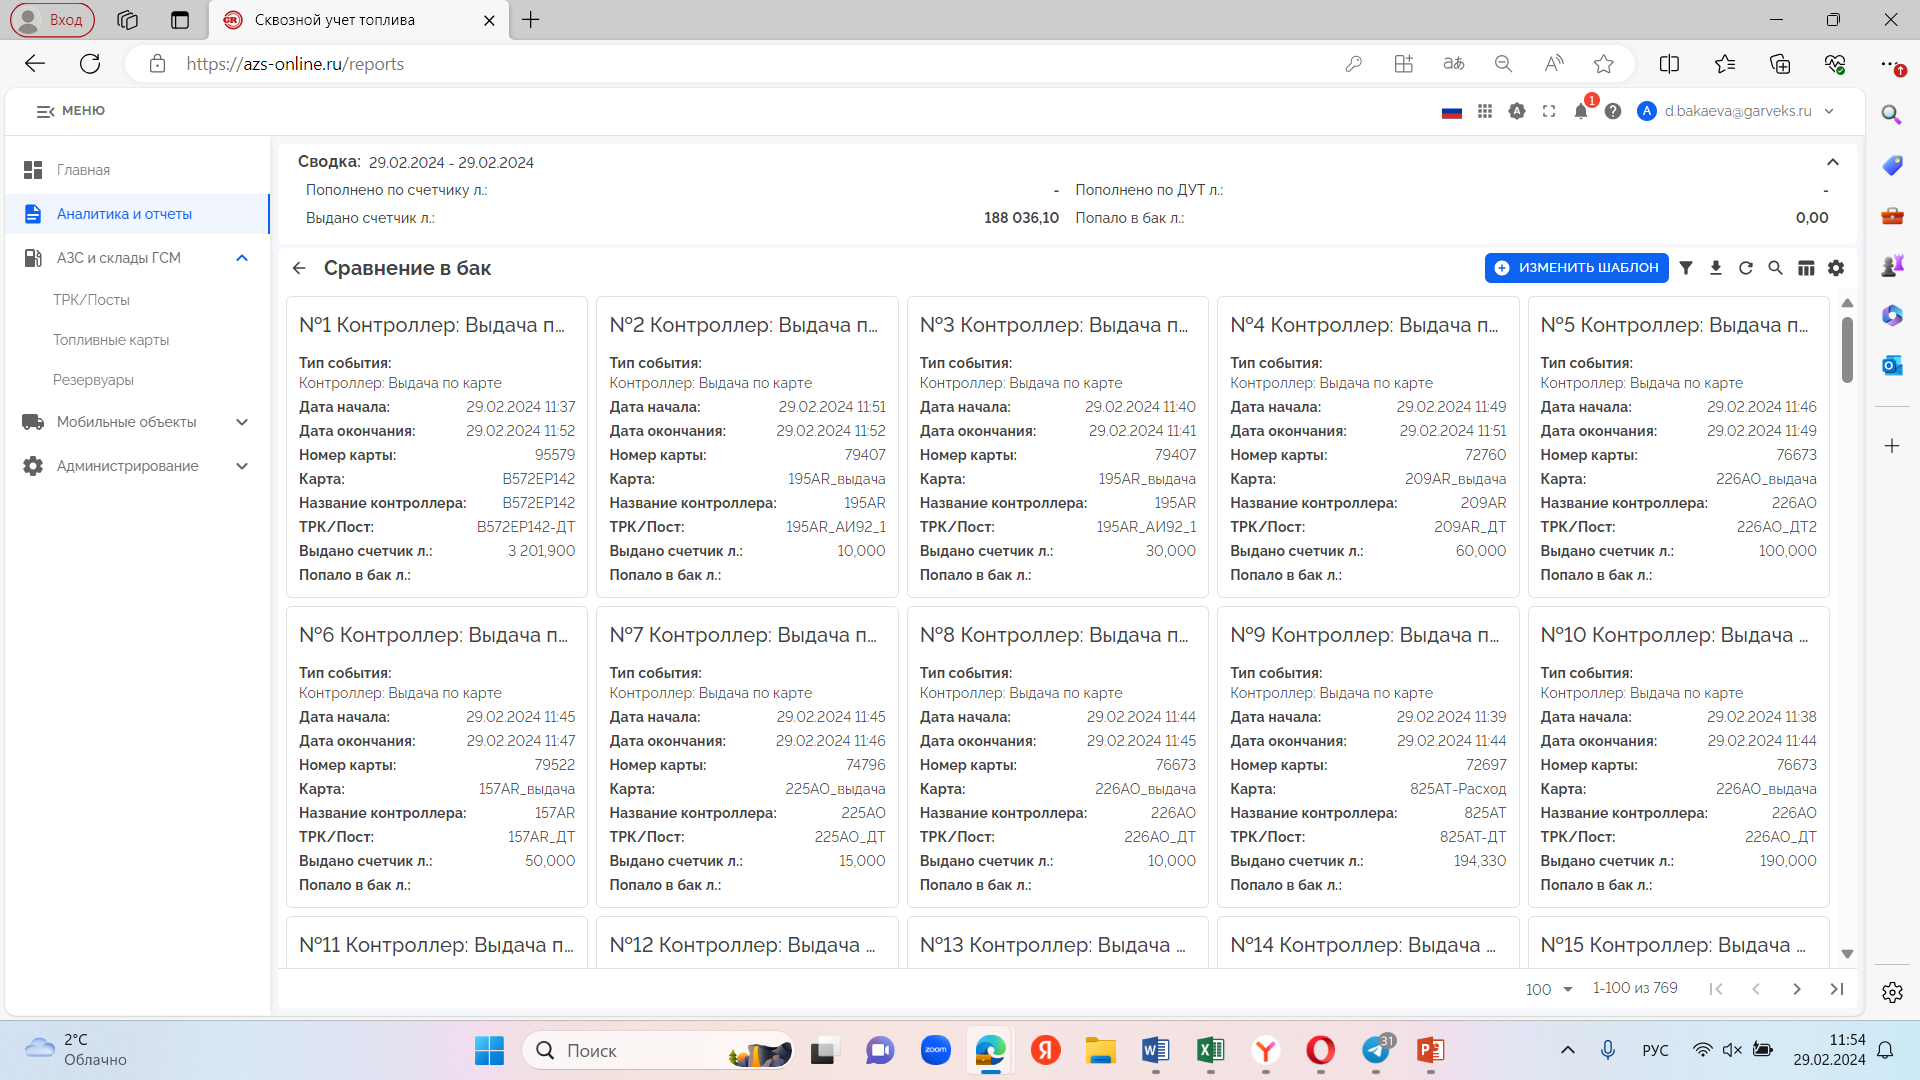 Вход
Сквозной учет топлива
https://azs-online.ru/reports
МЕНЮ
1
A
d.bakaeva@garveks.ru
Главная
Аналитика и отчеты
АЗС и склады ГСМ
ТРК/Посты
Топливные карты
Резервуары
Мобильные объекты
Администрирование
Сводка: 29.02.2024 - 29.02.2024
Пополнено по счетчику л.: - Пополнено по ДУТ л.: -
Выдано счетчик л.: 188 036,10 Попало в бак л.: 0,00
Сравнение в бак
ИЗМЕНИТЬ ШАБЛОН
№1 Контроллер: Выдача п...
Тип события:
Контроллер: Выдача по карте
Дата начала: 29.02.2024 11:37
Дата окончания: 29.02.2024 11:52
Номер карты: 95579
Карта: В572ЕР142
Название контроллера: В572ЕР142
ТРК/Пост: В572ЕР142-ДТ
Выдано счетчик л.: 3 201,900
Попало в бак л.:
№2 Контроллер: Выдача п...
Тип события:
Контроллер: Выдача по карте
Дата начала: 29.02.2024 11:51
Дата окончания: 29.02.2024 11:52
Номер карты: 79407
Карта: 195AR_выдача
Название контроллера: 195AR
ТРК/Пост: 195AR_АИ92_1
Выдано счетчик л.: 10,000
Попало в бак л.:
№3 Контроллер: Выдача п...
Тип события:
Контроллер: Выдача по карте
Дата начала: 29.02.2024 11:40
Дата окончания: 29.02.2024 11:41
Номер карты: 79407
Карта: 195AR_выдача
Название контроллера: 195AR
ТРК/Пост: 195AR_АИ92_1
Выдано счетчик л.: 30,000
Попало в бак л.:
№4 Контроллер: Выдача п...
Тип события:
Контроллер: Выдача по карте
Дата начала: 29.02.2024 11:49
Дата окончания: 29.02.2024 11:51
Номер карты: 72760
Карта: 209AR_выдача
Название контроллера: 209AR
ТРК/Пост: 209AR_ДТ
Выдано счетчик л.: 60,000
Попало в бак л.:
№5 Контроллер: Выдача п...
Тип события:
Контроллер: Выдача по карте
Дата начала: 29.02.2024 11:46
Дата окончания: 29.02.2024 11:49
Номер карты: 76673
Карта: 226АО_выдача
Название контроллера: 226АО
ТРК/Пост: 226АО_ДТ2
Выдано счетчик л.: 100,000
Попало в бак л.:
№6 Контроллер: Выдача п...
Тип события:
Контроллер: Выдача по карте
Дата начала: 29.02.2024 11:45
Дата окончания: 29.02.2024 11:47
Номер карты: 79522
Карта: 157AR_выдача
Название контроллера: 157AR
ТРК/Пост: 157AR_ДТ
Выдано счетчик л.: 50,000
Попало в бак л.:
№7 Контроллер: Выдача п...
Тип события:
Контроллер: Выдача по карте
Дата начала: 29.02.2024 11:45
Дата окончания: 29.02.2024 11:46
Номер карты: 74796
Карта: 225АО_выдача
Название контроллера: 225АО
ТРК/Пост: 225АО_ДТ
Выдано счетчик л.: 15,000
Попало в бак л.:
№8 Контроллер: Выдача п...
Тип события:
Контроллер: Выдача по карте
Дата начала: 29.02.2024 11:44
Дата окончания: 29.02.2024 11:45
Номер карты: 76673
Карта: 226АО_выдача
Название контроллера: 226АО
ТРК/Пост: 226АО_ДТ
Выдано счетчик л.: 10,000
Попало в бак л.:
№9 Контроллер: Выдача п...
Тип события:
Контроллер: Выдача по карте
Дата начала: 29.02.2024 11:39
Дата окончания: 29.02.2024 11:44
Номер карты: 72697
Карта: 825АТ-Расход
Название контроллера: 825АТ
ТРК/Пост: 825АТ-ДТ
Выдано счетчик л.: 194,330
Попало в бак л.:
№10 Контроллер: Выдача ...
Тип события:
Контроллер: Выдача по карте
Дата начала: 29.02.2024 11:38
Дата окончания: 29.02.2024 11:44
Номер карты: 76673
Карта: 226АО_выдача
Название контроллера: 226АО
ТРК/Пост: 226АО_ДТ
Выдано счетчик л.: 190,000
Попало в бак л.:
№11 Контроллер: Выдача п...
№12 Контроллер: Выдача ...
№13 Контроллер: Выдача ...
№14 Контроллер: Выдача ...
№15 Контроллер: Выдача ...
100
1-100 из 769
2°C
Облачно
Поиск
zoom
31
РУС
11:54
29.02.2024